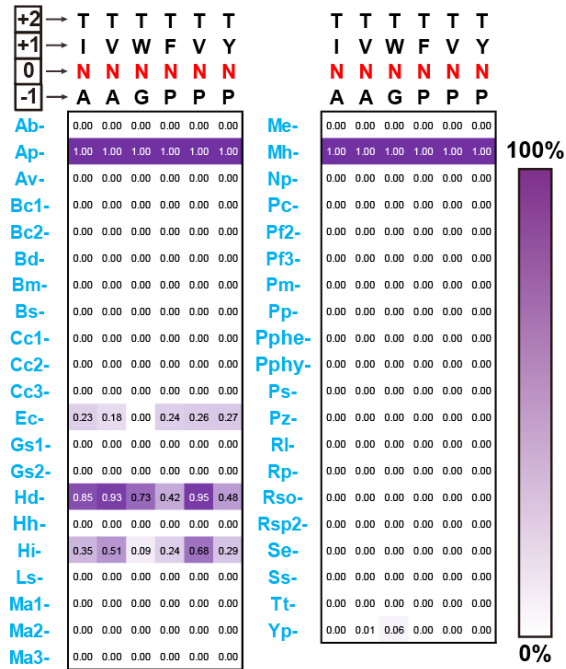 +2 → T T T T T T T T T T T T
+1 → I V W F V Y I V W F V Y
0 → N N N N N N N N N N N N
-1 → A A G P P P A A G P P P
Ab- 0.00 0.00 0.00 0.00 0.00 0.00 Me- 0.00 0.00 0.00 0.00 0.00 0.00
Ap- 1.00 1.00 1.00 1.00 1.00 1.00 Mh- 1.00 1.00 1.00 1.00 1.00 1.00 100%
Av- 0.00 0.00 0.00 0.00 0.00 0.00 Np- 0.00 0.00 0.00 0.00 0.00 0.00
Bc1- 0.00 0.00 0.00 0.00 0.00 0.00 Pc- 0.00 0.00 0.00 0.00 0.00 0.00
Bc2- 0.00 0.00 0.00 0.00 0.00 0.00 Pf2- 0.00 0.00 0.00 0.00 0.00 0.00
Bd- 0.00 0.00 0.00 0.00 0.00 0.00 Pf3- 0.00 0.00 0.00 0.00 0.00 0.00
Bm- 0.00 0.00 0.00 0.00 0.00 0.00 Pm- 0.00 0.00 0.00 0.00 0.00 0.00
Bs- 0.00 0.00 0.00 0.00 0.00 0.00 Pp- 0.00 0.00 0.00 0.00 0.00 0.00
Cc1- 0.00 0.00 0.00 0.00 0.00 0.00 Pphe- 0.00 0.00 0.00 0.00 0.00 0.00
Cc2- 0.00 0.00 0.00 0.00 0.00 0.00 Pphy- 0.00 0.00 0.00 0.00 0.00 0.00
Cc3- 0.00 0.00 0.00 0.00 0.00 0.00 Ps- 0.00 0.00 0.00 0.00 0.00 0.00
Ec- 0.23 0.18 0.00 0.24 0.26 0.27 Pz- 0.00 0.00 0.00 0.00 0.00 0.00
Gs1- 0.00 0.00 0.00 0.00 0.00 0.00 Rl- 0.00 0.00 0.00 0.00 0.00 0.00
Gs2- 0.00 0.00 0.00 0.00 0.00 0.00 Rp- 0.00 0.00 0.00 0.00 0.00 0.00
Hd- 0.85 0.93 0.73 0.42 0.95 0.48 Rso- 0.00 0.00 0.00 0.00 0.00 0.00
Hh- 0.00 0.00 0.00 0.00 0.00 0.00 Rsp2- 0.00 0.00 0.00 0.00 0.00 0.00
Hi- 0.35 0.51 0.09 0.24 0.68 0.29 Se- 0.00 0.00 0.00 0.00 0.00 0.00
Ls- 0.00 0.00 0.00 0.00 0.00 0.00 Ss- 0.00 0.00 0.00 0.00 0.00 0.00
Ma1- 0.00 0.00 0.00 0.00 0.00 0.00 Tt- 0.00 0.00 0.00 0.00 0.00 0.00
Ma2- 0.00 0.00 0.00 0.00 0.00 0.00 Yp- 0.00 0.01 0.06 0.00 0.00 0.00
Ma3- 0.00 0.00 0.00 0.00 0.00 0.00 0%